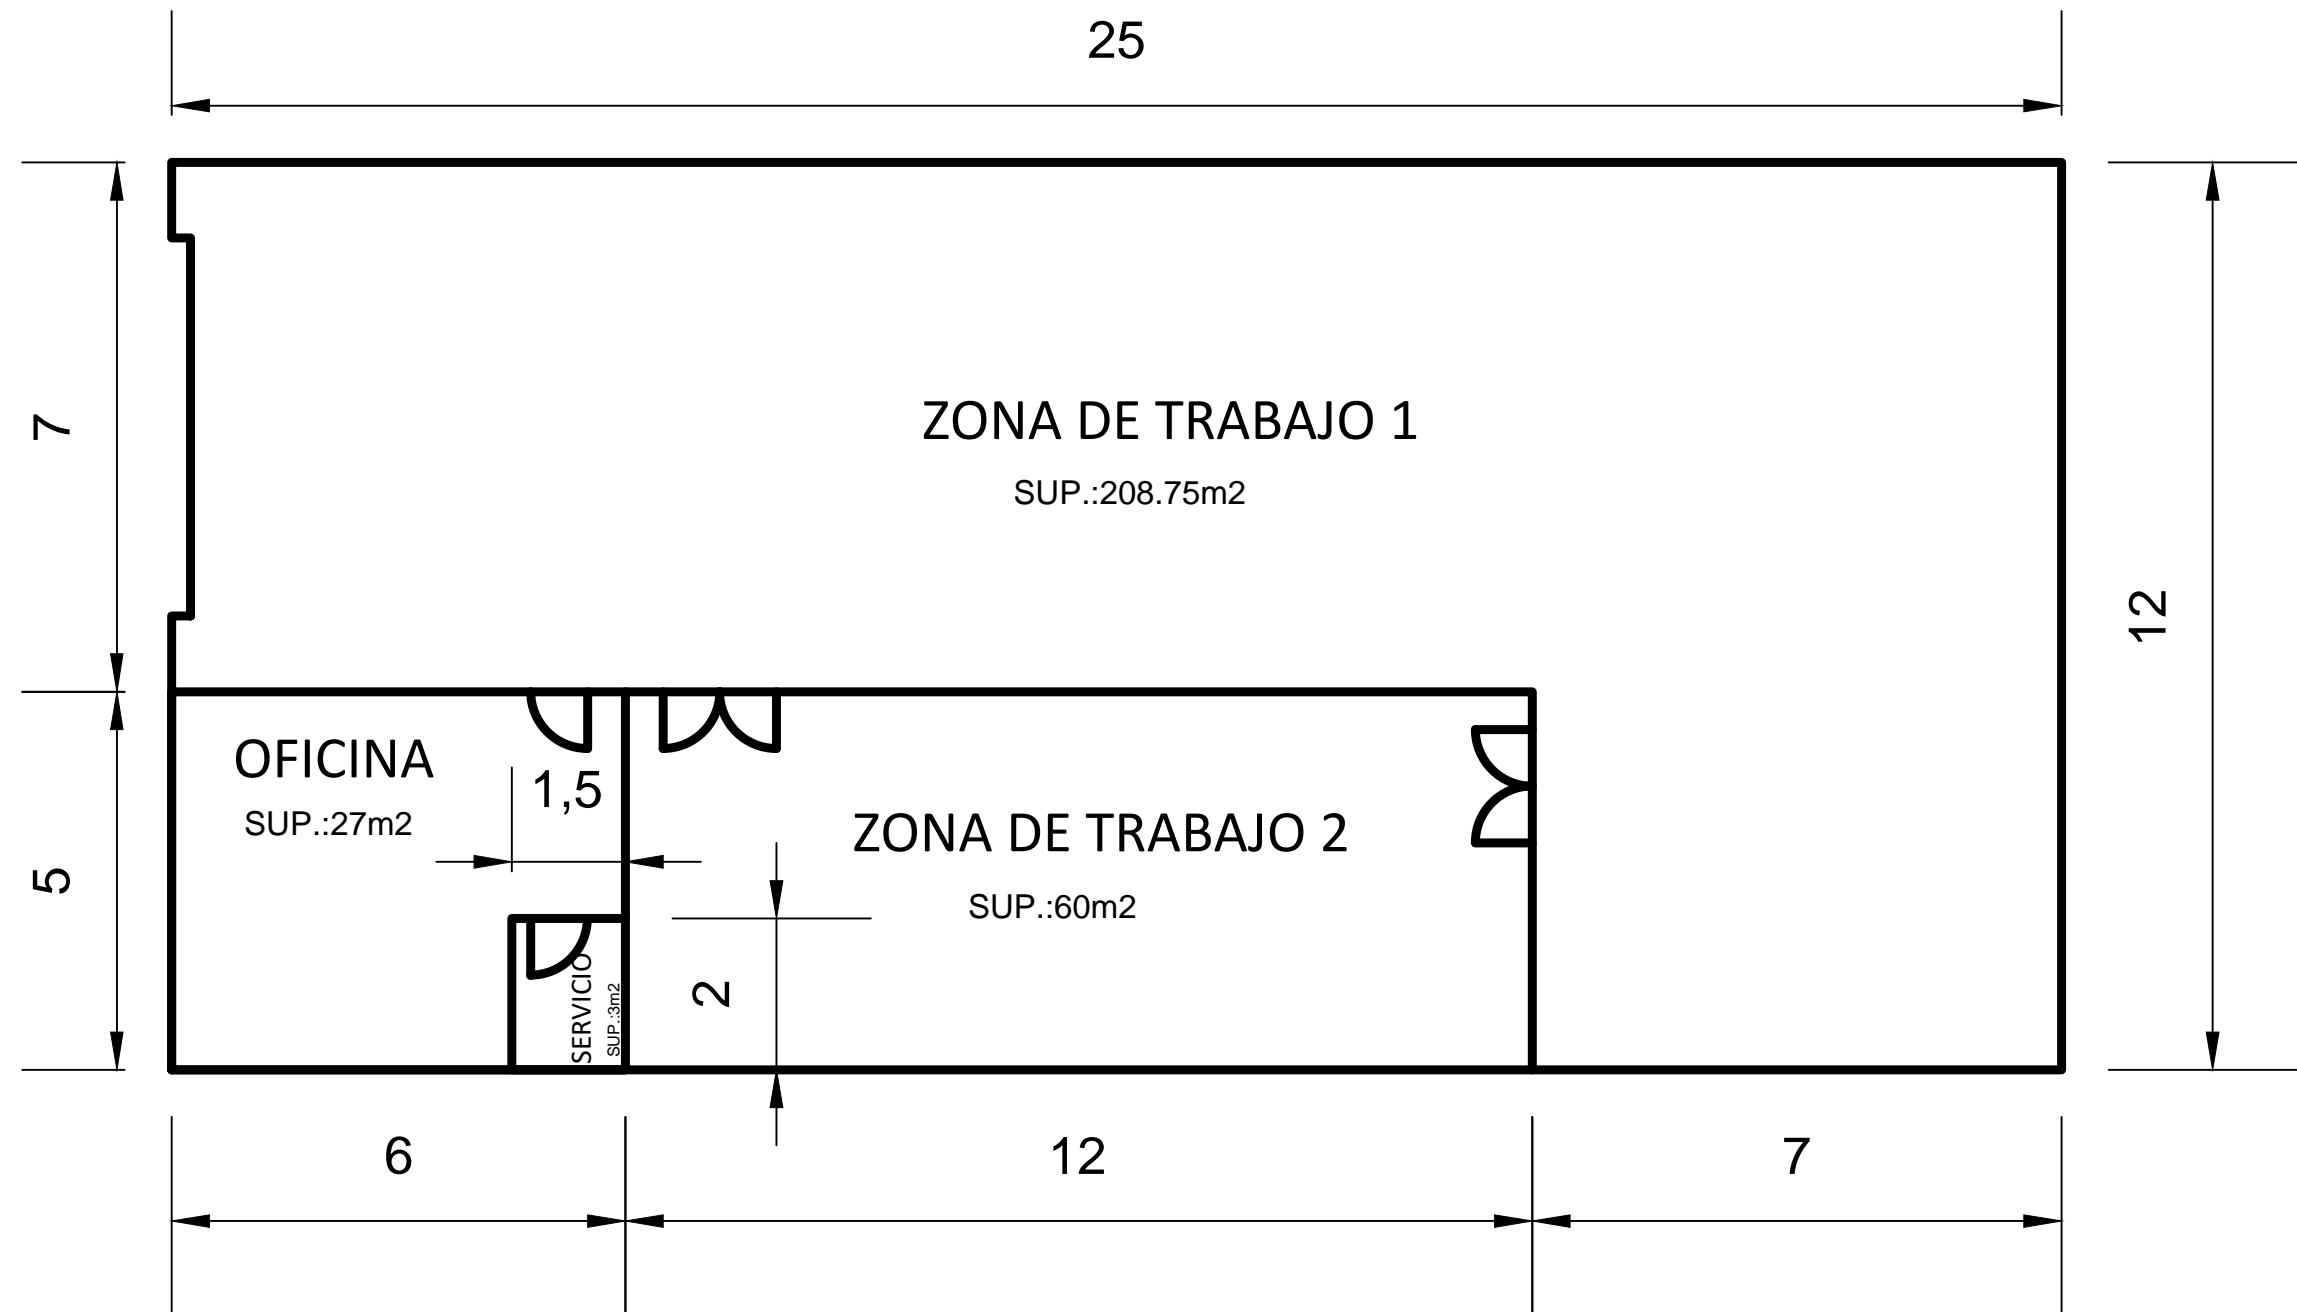 25
7
ZONA DE TRABAJO 1
SUP.:208.75m2
12
OFICINA
SUP.:27m2
1,5
ZONA DE TRABAJO 2
SUP.:60m2
5
SERVICIO
SUP.:3m2
2
6
12
7